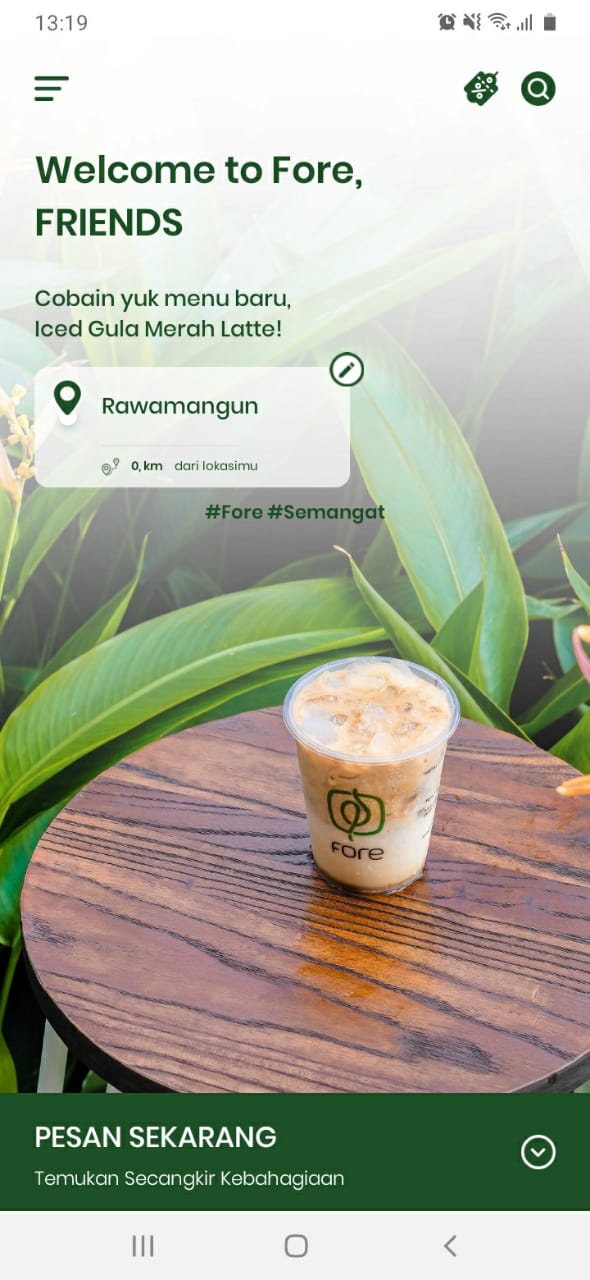 13:19
Welcome to Fore,
FRIENDS
Cobain yuk menu baru,
Iced Gula Merah Latte!
Rawamangun
0, km dari lokasimu
#Fore #Semangat
FORE
PESAN SEKARANG
Temukan Secangkir Kebahagiaan